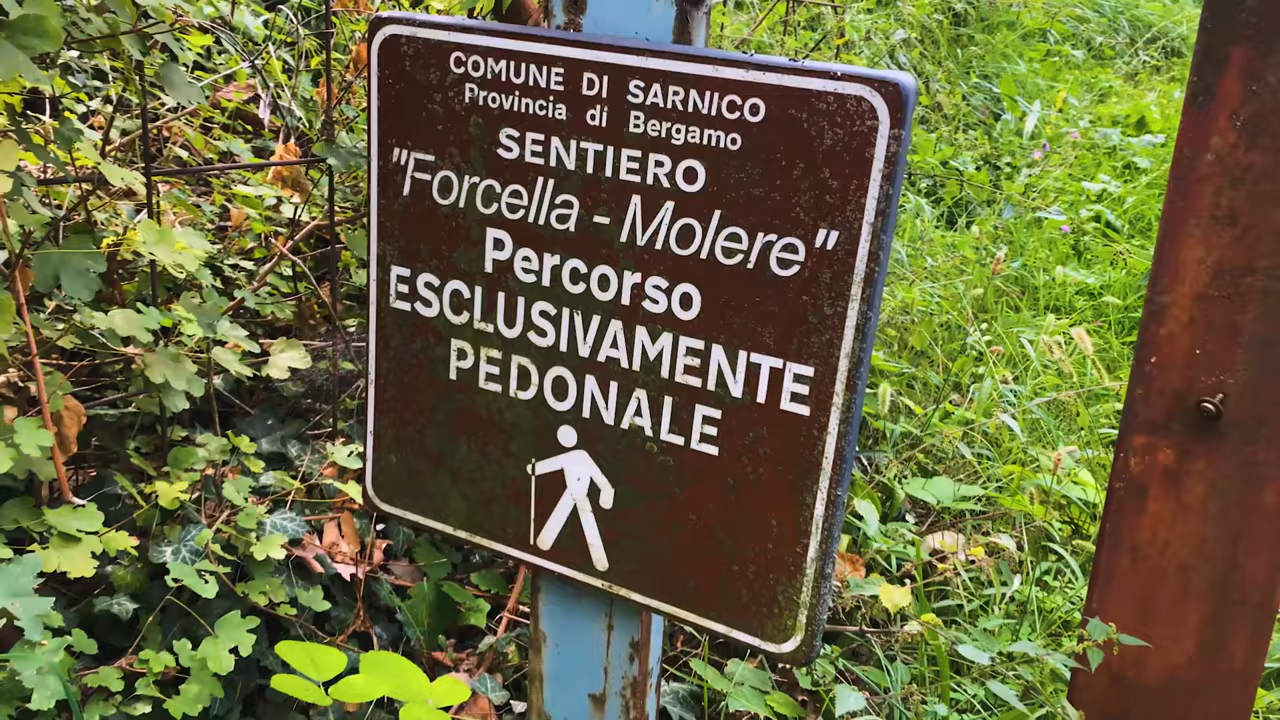 COMUNE DI SARNICO
Provincia di Bergamo
SENTIERO
"Forcella - Molere"
Percorso
ESCLUSIVAMENTE
PEDONALE